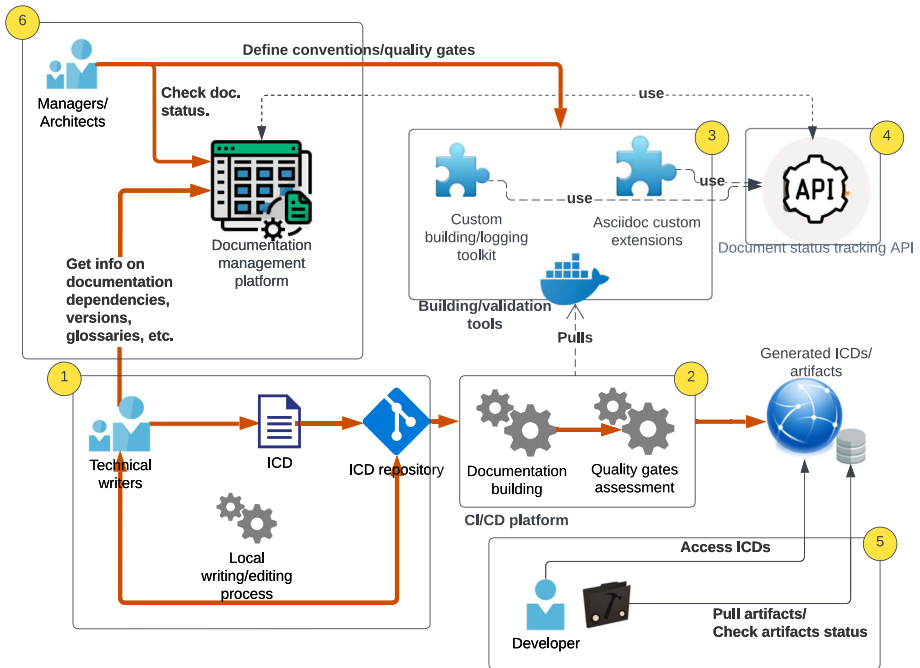 6
Define conventions/quality gates
Managers/
Architects
Check doc.
status.
use
3
4
API
use
use
Custom
building/logging
toolkit
Asciidoc custom
extensions
Document status tracking API
Documentation
management
platform
Get info on
documentation
dependencies,
versions,
glossaries, etc.
Building/validation
tools
Pulls
1
2
Generated ICDs/
artifacts
Technical
writers
ICD
ICD repository
Documentation
building
Quality gates
assessment
CI/CD platform
Local
writing/editing
process
5
Access ICDs
Developer
Pull artifacts/
Check artifacts status